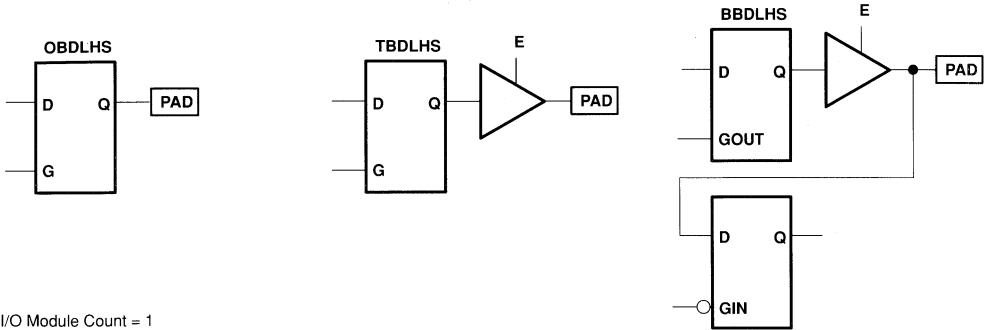 OBDLHS
D Q PAD
G
TBDLHS
E
D Q PAD
G
BBDLHS
E
D Q PAD
GOUT
D Q
GIN
I/O Module Count = 1